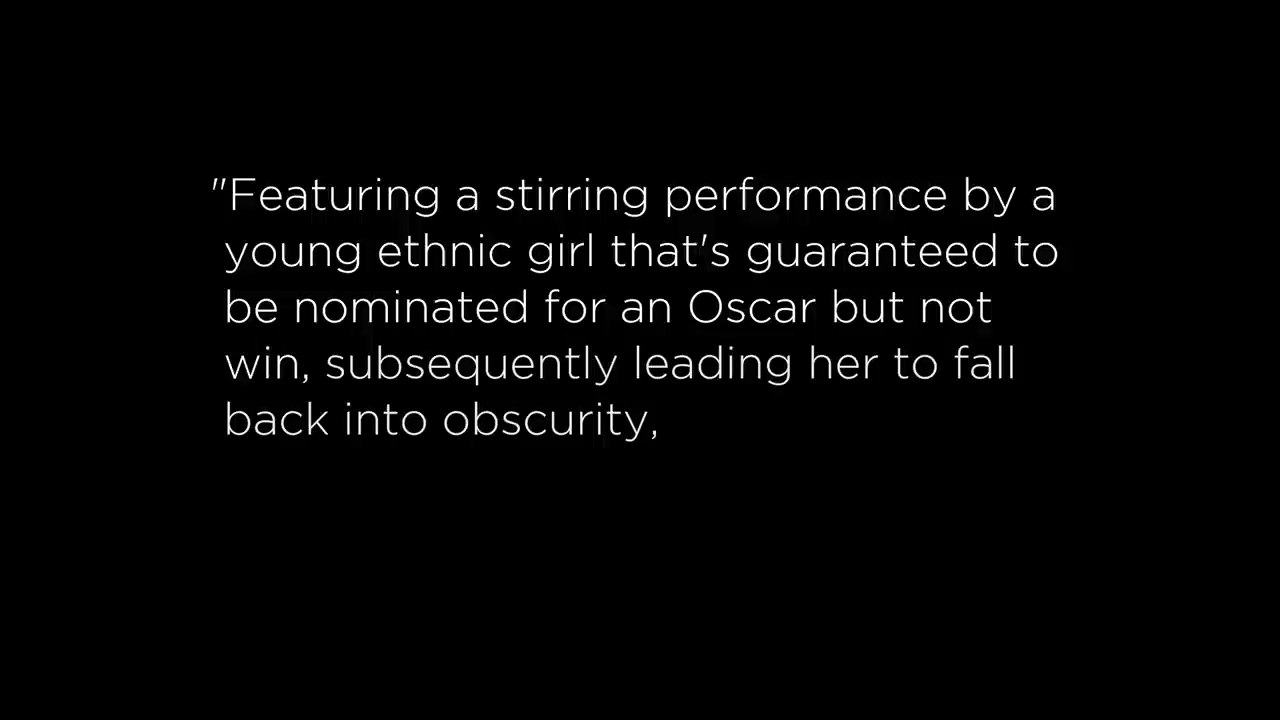 "Featuring a stirring performance by a
young ethnic girl that's guaranteed to
be nominated for an Oscar but not
win, subsequently leading her to fall
back into obscurity,